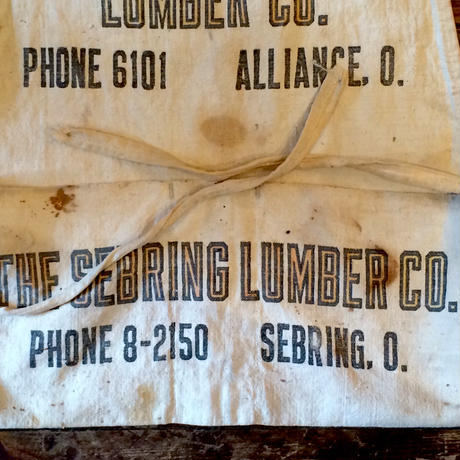 LUMBER CO.
PHONE 6101 ALLIANCE, O.
THE SEBRING LUMBER CO.
PHONE 8-2150 SEBRING, O.